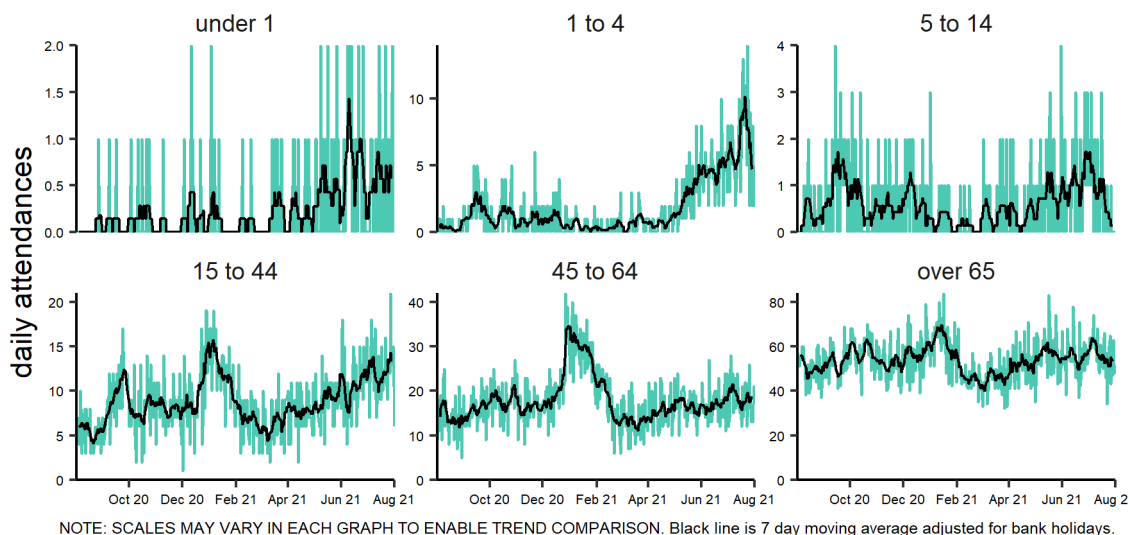 under 1
1 to 4
5 to 14
2.0
1.5
1.0
0.5
0.0
10
5
0
4
3
2
1
0
daily attendances
15 to 44
45 to 64
over 65
20
15
10
5
0
40
30
20
10
0
80
60
40
20
0
Oct 20 Dec 20 Feb 21 Apr 21 Jun 21 Aug 21
Oct 20 Dec 20 Feb 21 Apr 21 Jun 21 Aug 21
Oct 20 Dec 20 Feb 21 Apr 21 Jun 21 Aug 2
NOTE: SCALES MAY VARY IN EACH GRAPH TO ENABLE TREND COMPARISON. Black line is 7 day moving average adjusted for bank holidays.